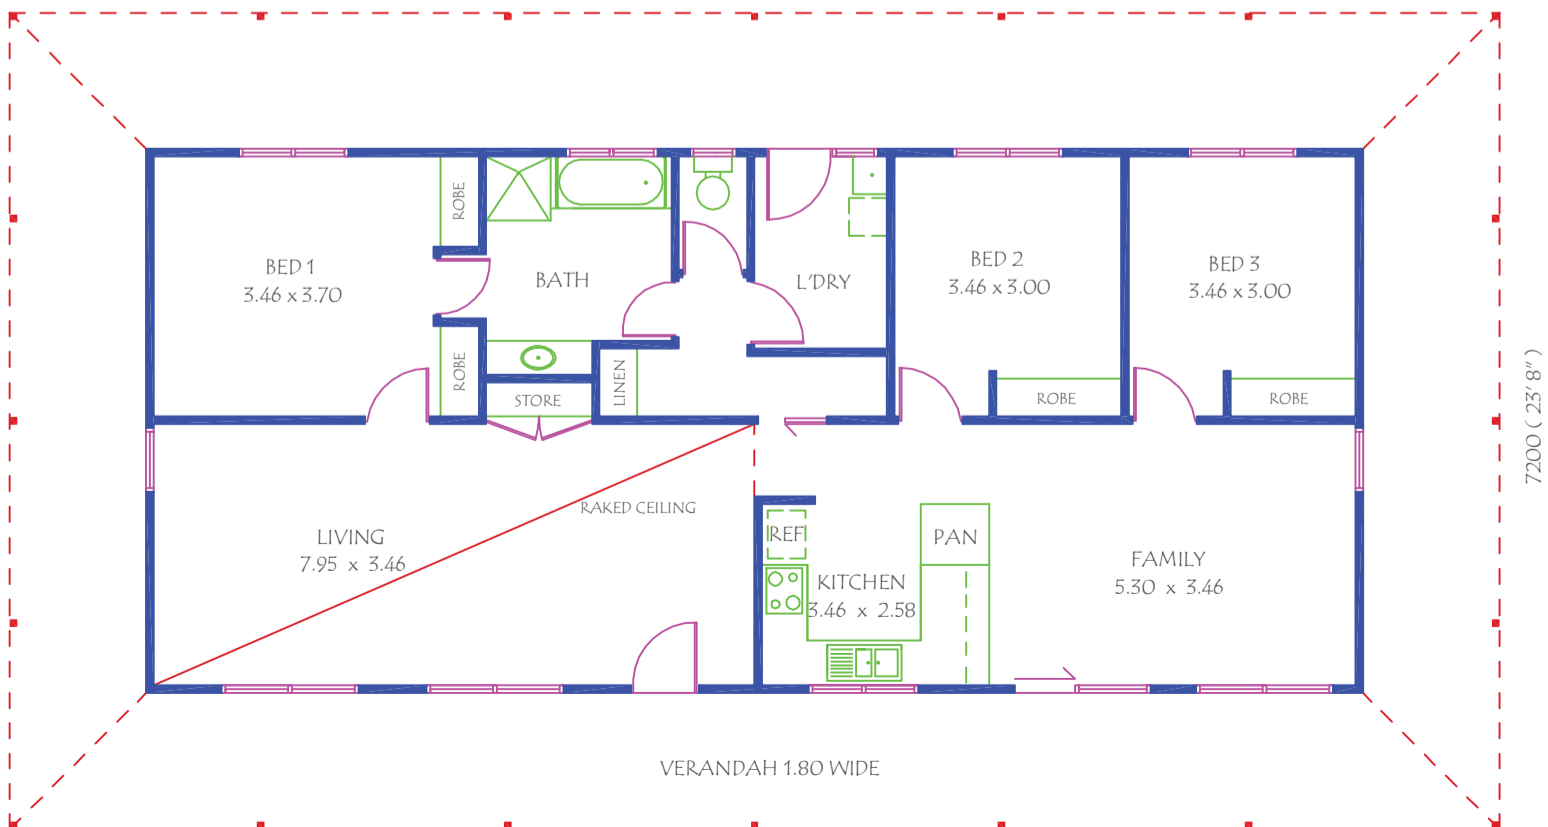 ROBE
BED 1
3.46 x 3.70
BATH
L'DRY
BED 2
3.46 x 3.00
BED 3
3.46 x 3.00
ROBE
STORE
LINEN
ROBE
ROBE
7200 ( 23' 8" )
RAKED CEILING
LIVING
7.95 x 3.46
REF
PAN
KITCHEN
3.46 x 2.58
FAMILY
5.30 x 3.46
VERANDAH 1.80 WIDE